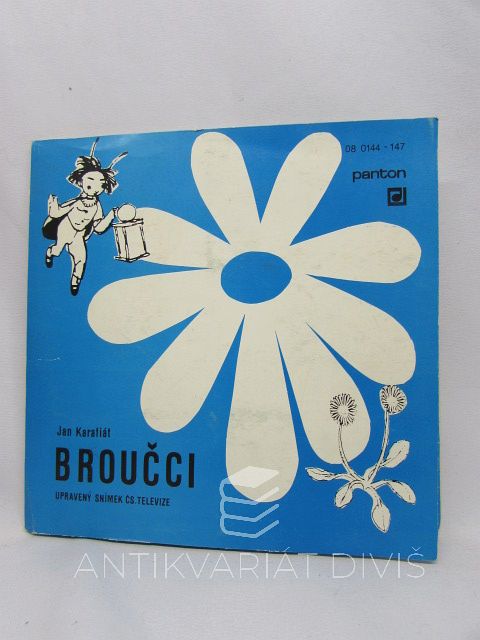 08 0144 - 147
panton
Jan Karafiát
BROUČCI
UPRAVENÝ SNÍMEK ČS.TELEVIZE
ANTIKVARIÁT DIVIŠ